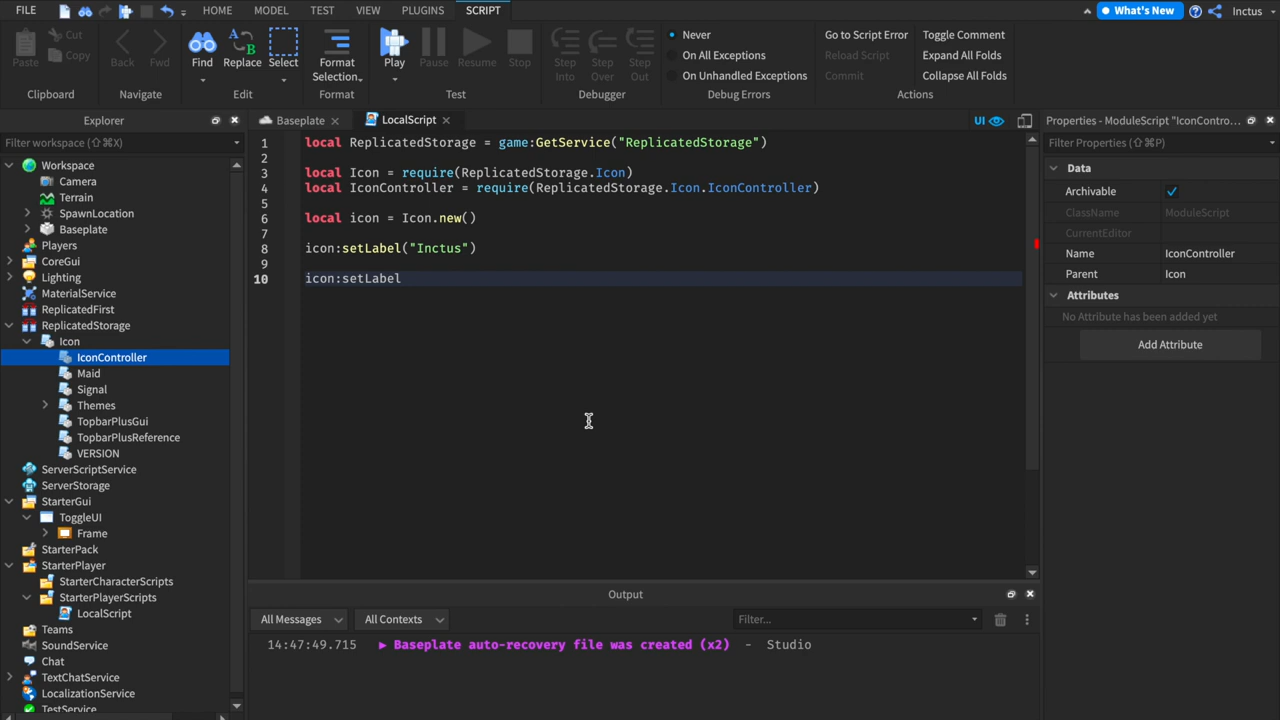 FILE HOME MODEL TEST VIEW PLUGINS SCRIPT What's New Inctus
Paste Cut Copy Back Fwd Find Replace Select Format Selection Play Pause Resume Stop Step Into Step Over Step Out
Never
On All Exceptions
On Unhandled Exceptions
Go to Script Error
Reload Script
Commit
Toggle Comment
Expand All Folds
Collapse All Folds
Clipboard Navigate Edit Format Test Debugger Debug Errors Actions
Explorer
Filter workspace (⇧⌘X)
Workspace
Camera
Terrain
SpawnLocation
Baseplate
Players
CoreGui
Lighting
MaterialService
ReplicatedFirst
ReplicatedStorage
Icon
IconController
Maid
Signal
Themes
TopbarPlusGui
TopbarPlusReference
VERSION
ServerScriptService
ServerStorage
StarterGui
ToggleUI
Frame
StarterPack
StarterPlayer
StarterCharacterScripts
StarterPlayerScripts
LocalScript
Teams
SoundService
Chat
TextChatService
LocalizationService
TestService
Baseplate LocalScript UI
1 local ReplicatedStorage = game:GetService("ReplicatedStorage")
2
3 local Icon = require(ReplicatedStorage.Icon)
4 local IconController = require(ReplicatedStorage.Icon.IconController)
5
6 local icon = Icon.new()
7
8 icon:setLabel("Inctus")
9
10 icon:setLabel
Output
All Messages All Contexts Filter...
14:47:49.715 ▶ Baseplate auto-recovery file was created (x2) - Studio
Properties - ModuleScript "IconContro...
Filter Properties (⇧⌘P)
Data
Archivable
ClassName ModuleScript
CurrentEditor
Name IconController
Parent Icon
Attributes
No Attribute has been added yet
Add Attribute